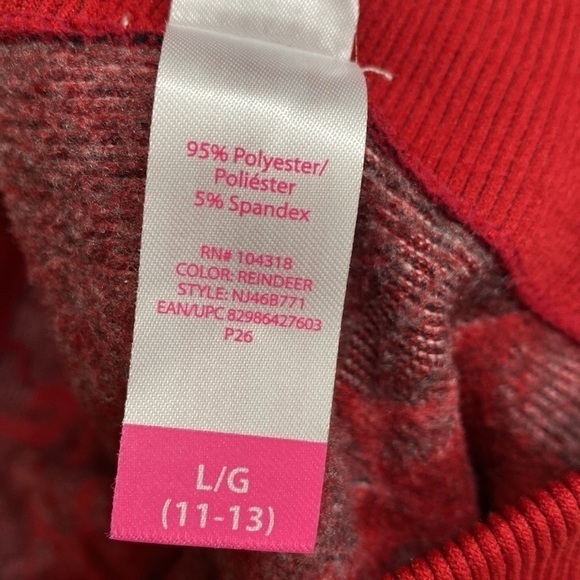 95% Polyester/
Poliéster
5% Spandex
RN# 104318
COLOR: REINDEER
STYLE: NJ46B771
EAN/UPC 82986427603
P26
L/G
(11-13)